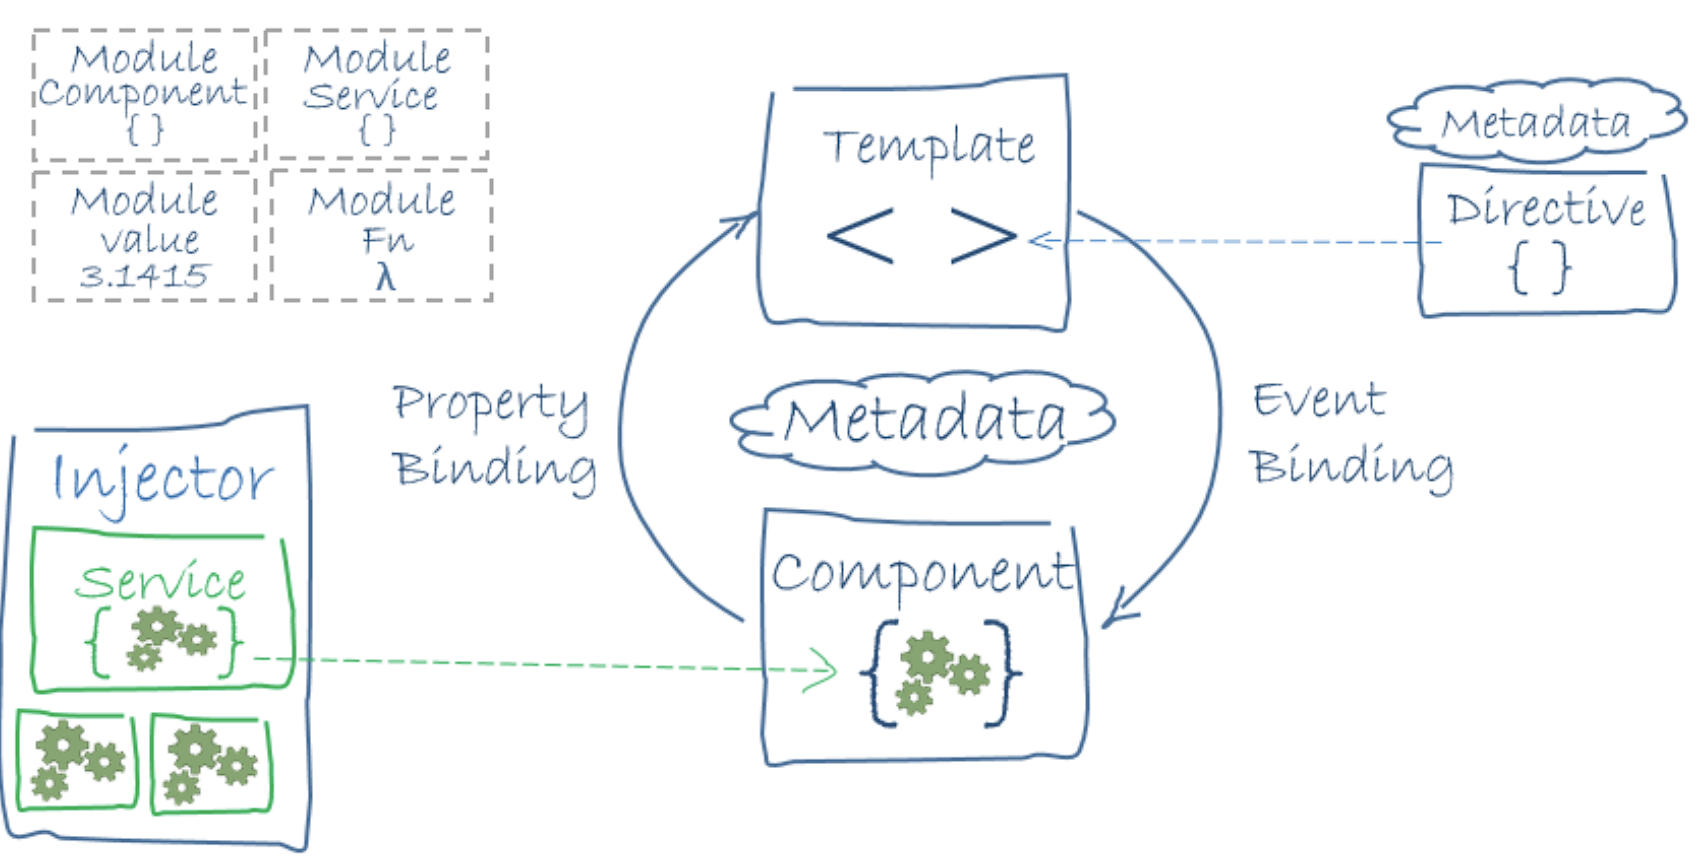 Module
Component
{ }
Module
Service
{ }
Module
value
3.1415
Module
Fn
λ
Template
< >
Metadata
Directive
{ }
Property
Binding
Metadata
Event
Binding
Injector
Service
{ }
Component
{ }